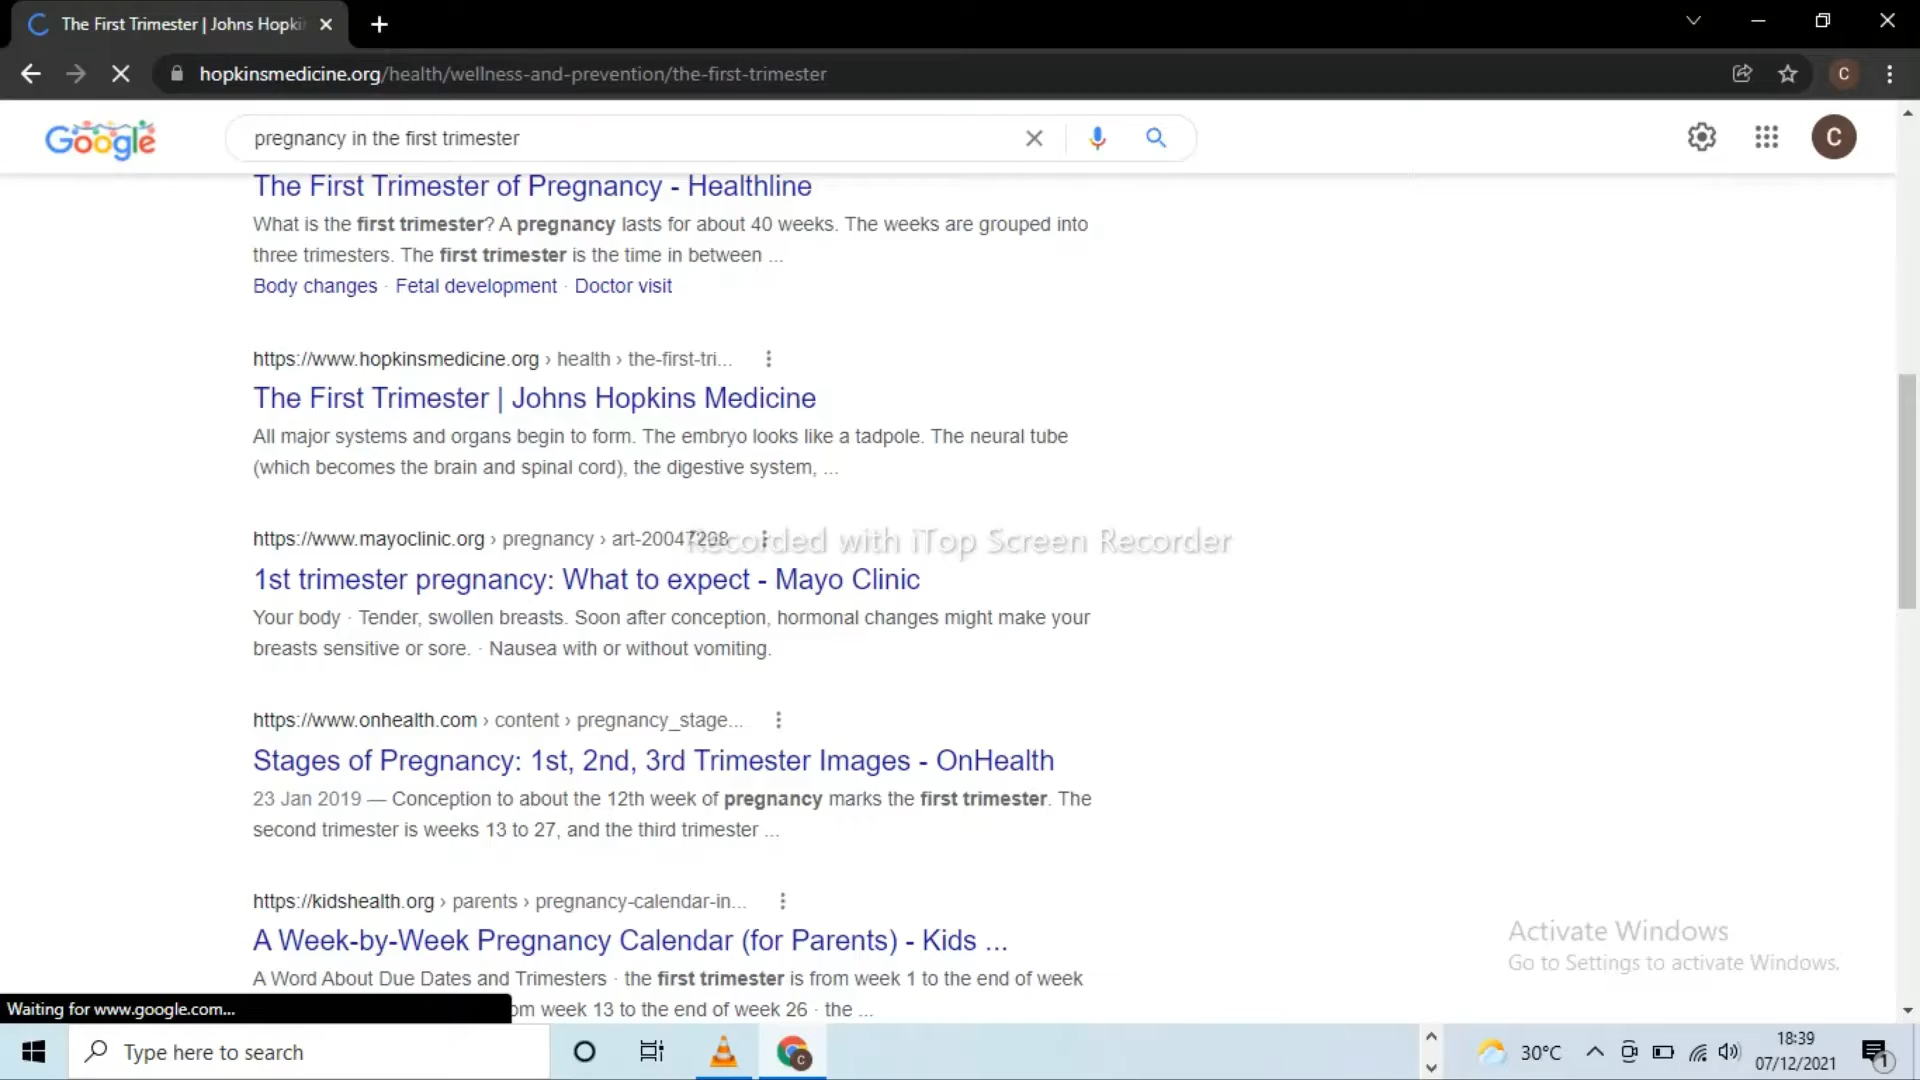 The First Trimester | Johns Hopki
hopkinsmedicine.org/health/wellness-and-prevention/the-first-trimester
C
Google
pregnancy in the first trimester
C
The First Trimester of Pregnancy - Healthline
What is the first trimester? A pregnancy lasts for about 40 weeks. The weeks are grouped into
three trimesters. The first trimester is the time in between ...
Body changes · Fetal development · Doctor visit
https://www.hopkinsmedicine.org › health › the-first-tri...
The First Trimester | Johns Hopkins Medicine
All major systems and organs begin to form. The embryo looks like a tadpole. The neural tube
(which becomes the brain and spinal cord), the digestive system, ...
https://www.mayoclinic.org › pregnancy › art-20047208
Recorded with iTop Screen Recorder
1st trimester pregnancy: What to expect - Mayo Clinic
Your body · Tender, swollen breasts. Soon after conception, hormonal changes might make your
breasts sensitive or sore. · Nausea with or without vomiting.
https://www.onhealth.com › content › pregnancy_stage...
Stages of Pregnancy: 1st, 2nd, 3rd Trimester Images - OnHealth
23 Jan 2019 — Conception to about the 12th week of pregnancy marks the first trimester. The
second trimester is weeks 13 to 27, and the third trimester ...
https://kidshealth.org › parents › pregnancy-calendar-in...
A Week-by-Week Pregnancy Calendar (for Parents) - Kids ...
A Word About Due Dates and Trimesters · the first trimester is from week 1 to the end of week
om week 13 to the end of week 26 · the ...
Activate Windows
Go to Settings to activate Windows.
Waiting for www.google.com...
Type here to search
C
30°C
18:39
07/12/2021
1